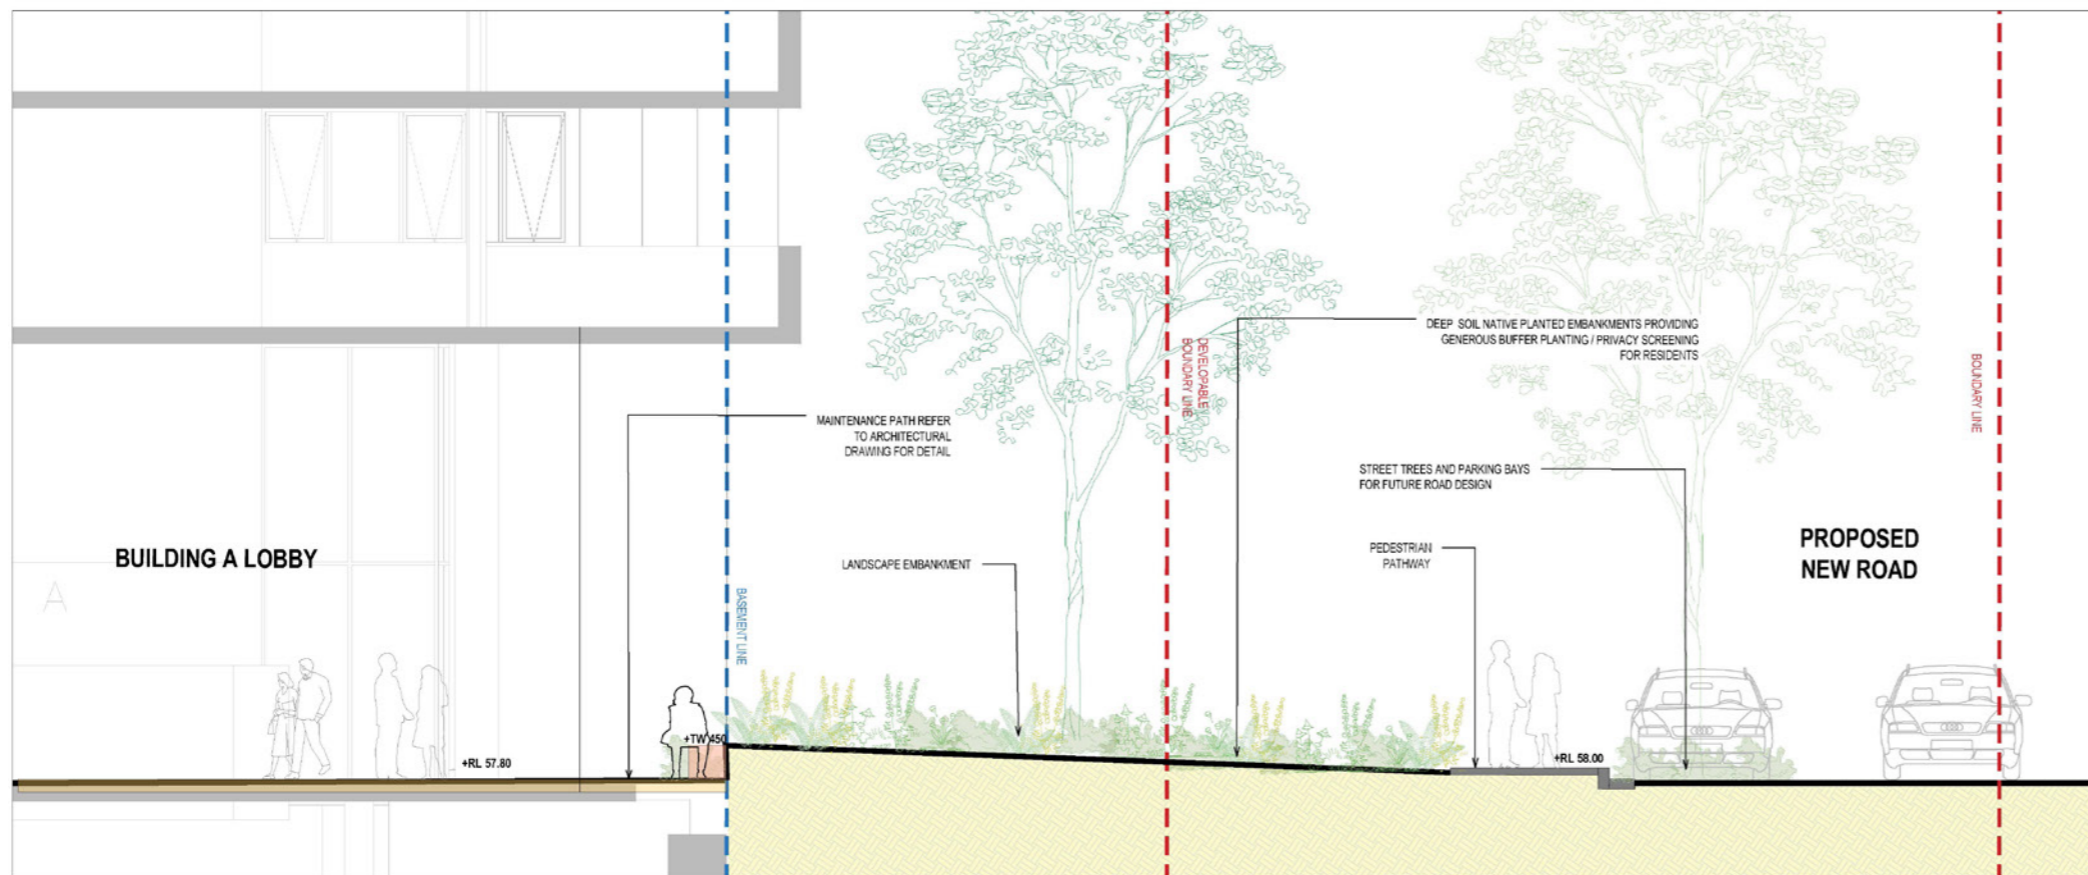 DEEP SOIL NATIVE PLANTED EMBANKMENTS PROVIDING
GENEROUS BUFFER PLANTING / PRIVACY SCREENING
FOR RESIDENTS
DEVELOPABLE
BOUNDARY LINE
BOUNDARY LINE
MAINTENANCE PATH REFER
TO ARCHITECTURAL
DRAWING FOR DETAIL
STREET TREES AND PARKING BAYS
FOR FUTURE ROAD DESIGN
BUILDING A LOBBY
A
LANDSCAPE EMBANKMENT
PEDESTRIAN
PATHWAY
PROPOSED
NEW ROAD
BASEMENT LINE
+TW 450
+RL 57.80
+RL 58.00